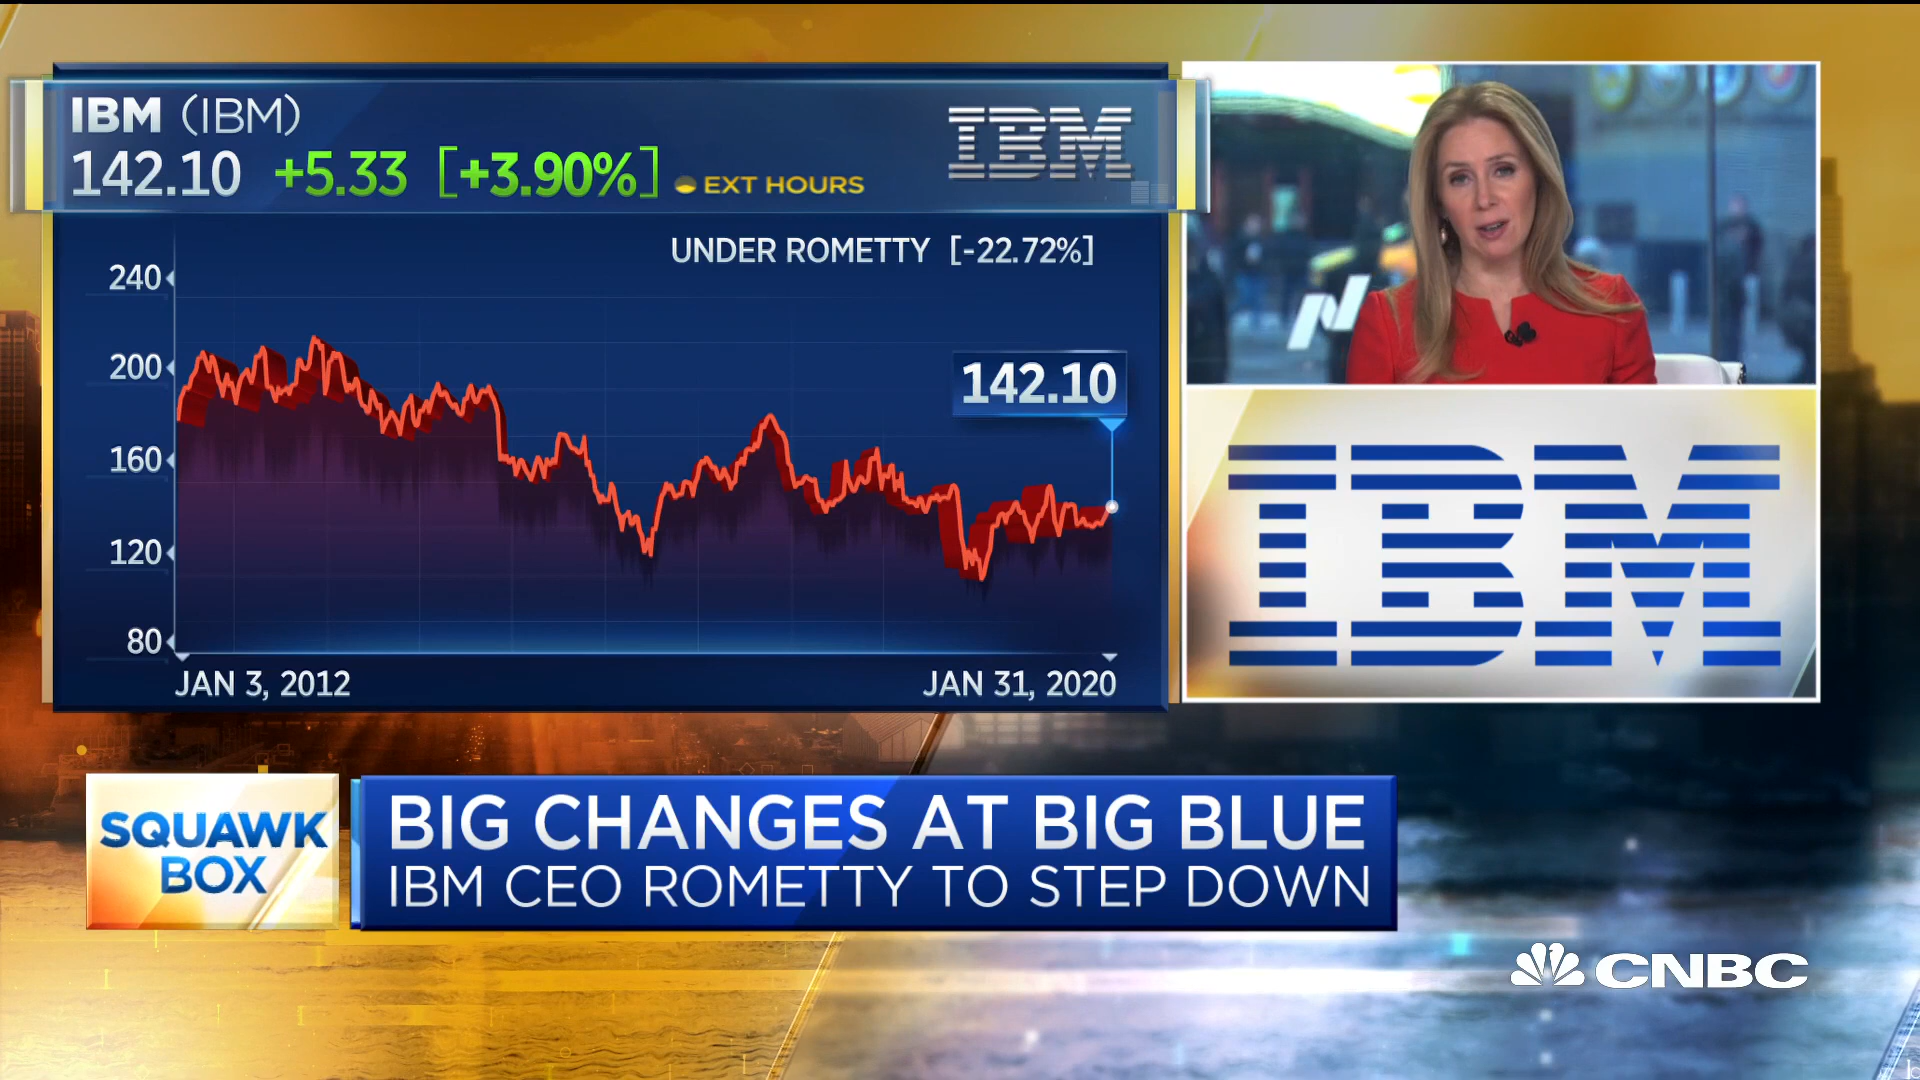 IBM (IBM)
142.10 +5.33 [+3.90%] EXT HOURS
IBM
UNDER ROMETTY [-22.72%]
240
200
160
120
80
142.10
JAN 3, 2012
JAN 31, 2020
IBM
SQUAWK
BOX
BIG CHANGES AT BIG BLUE
IBM CEO ROMETTY TO STEP DOWN
CNBC